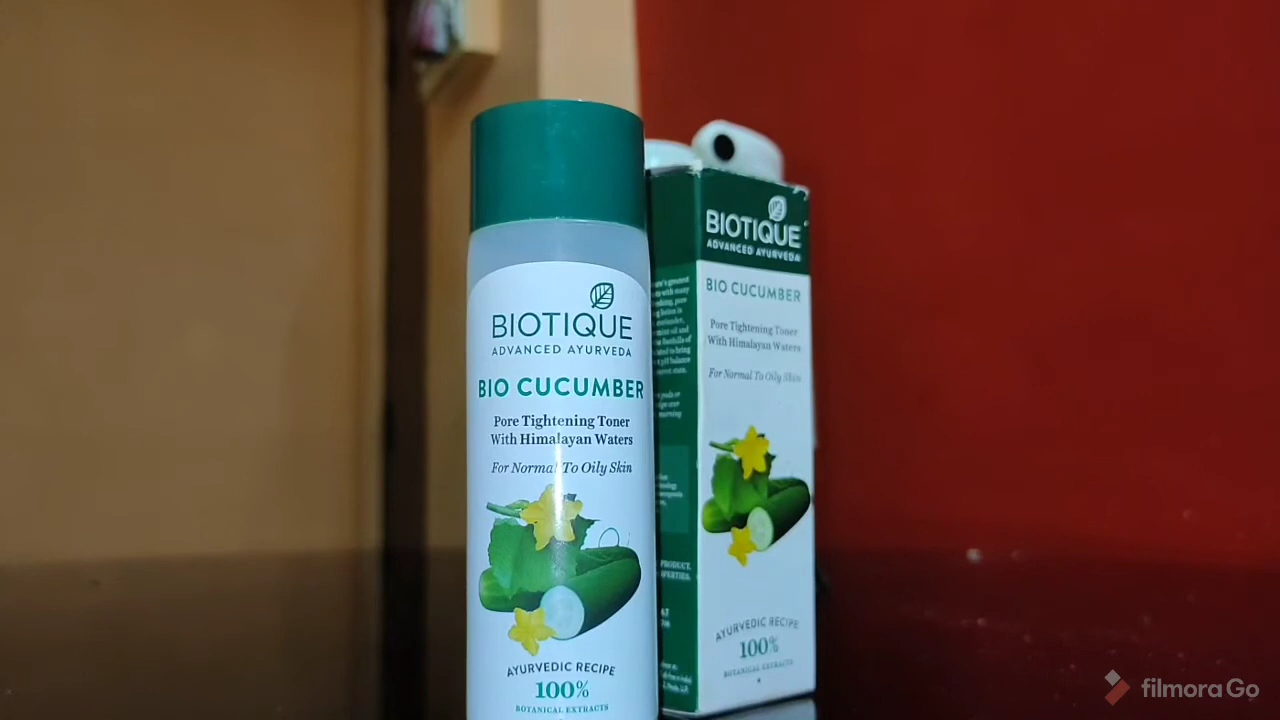 BIOTIQUE
ADVANCED AYURVEDA
BIO CUCUMBER
Pore Tightening Toner
With Himalayan Waters
For Normal To Oily Skin
AYURVEDIC RECIPE
100%
BOTANICAL EXTRACTS
BIOTIQUE
ADVANCED AYURVEDA
BIO CUCUMBER
Pore Tightening Toner
With Himalayan Waters
For Normal To Oily Skin
AYURVEDIC RECIPE
100%
BOTANICAL EXTRACTS
filmora Go